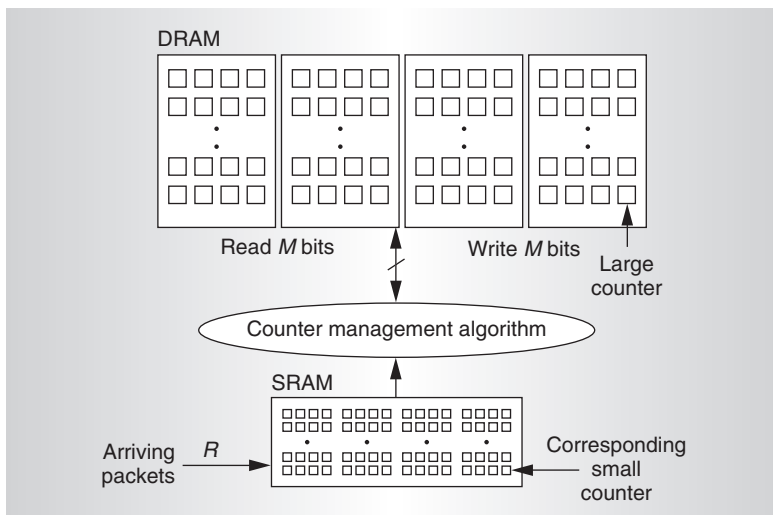 DRAM
Read M bits
Write M bits
Large
counter
Counter management algorithm
SRAM
Arriving
packets
R
Corresponding
small
counter